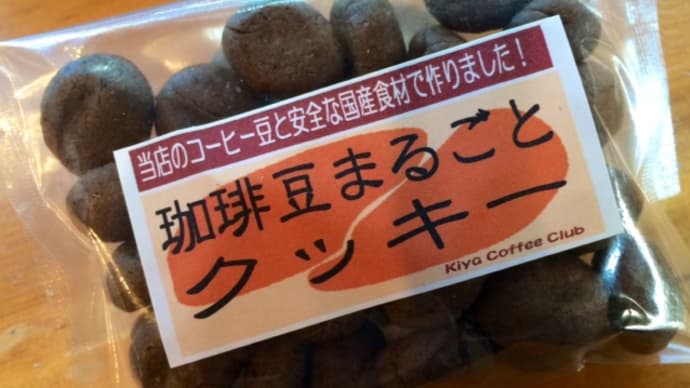 当店のコーヒー豆と安全な国産食材で作りました！
珈琲豆まるごと
クッキー
Kiya Coffee Club